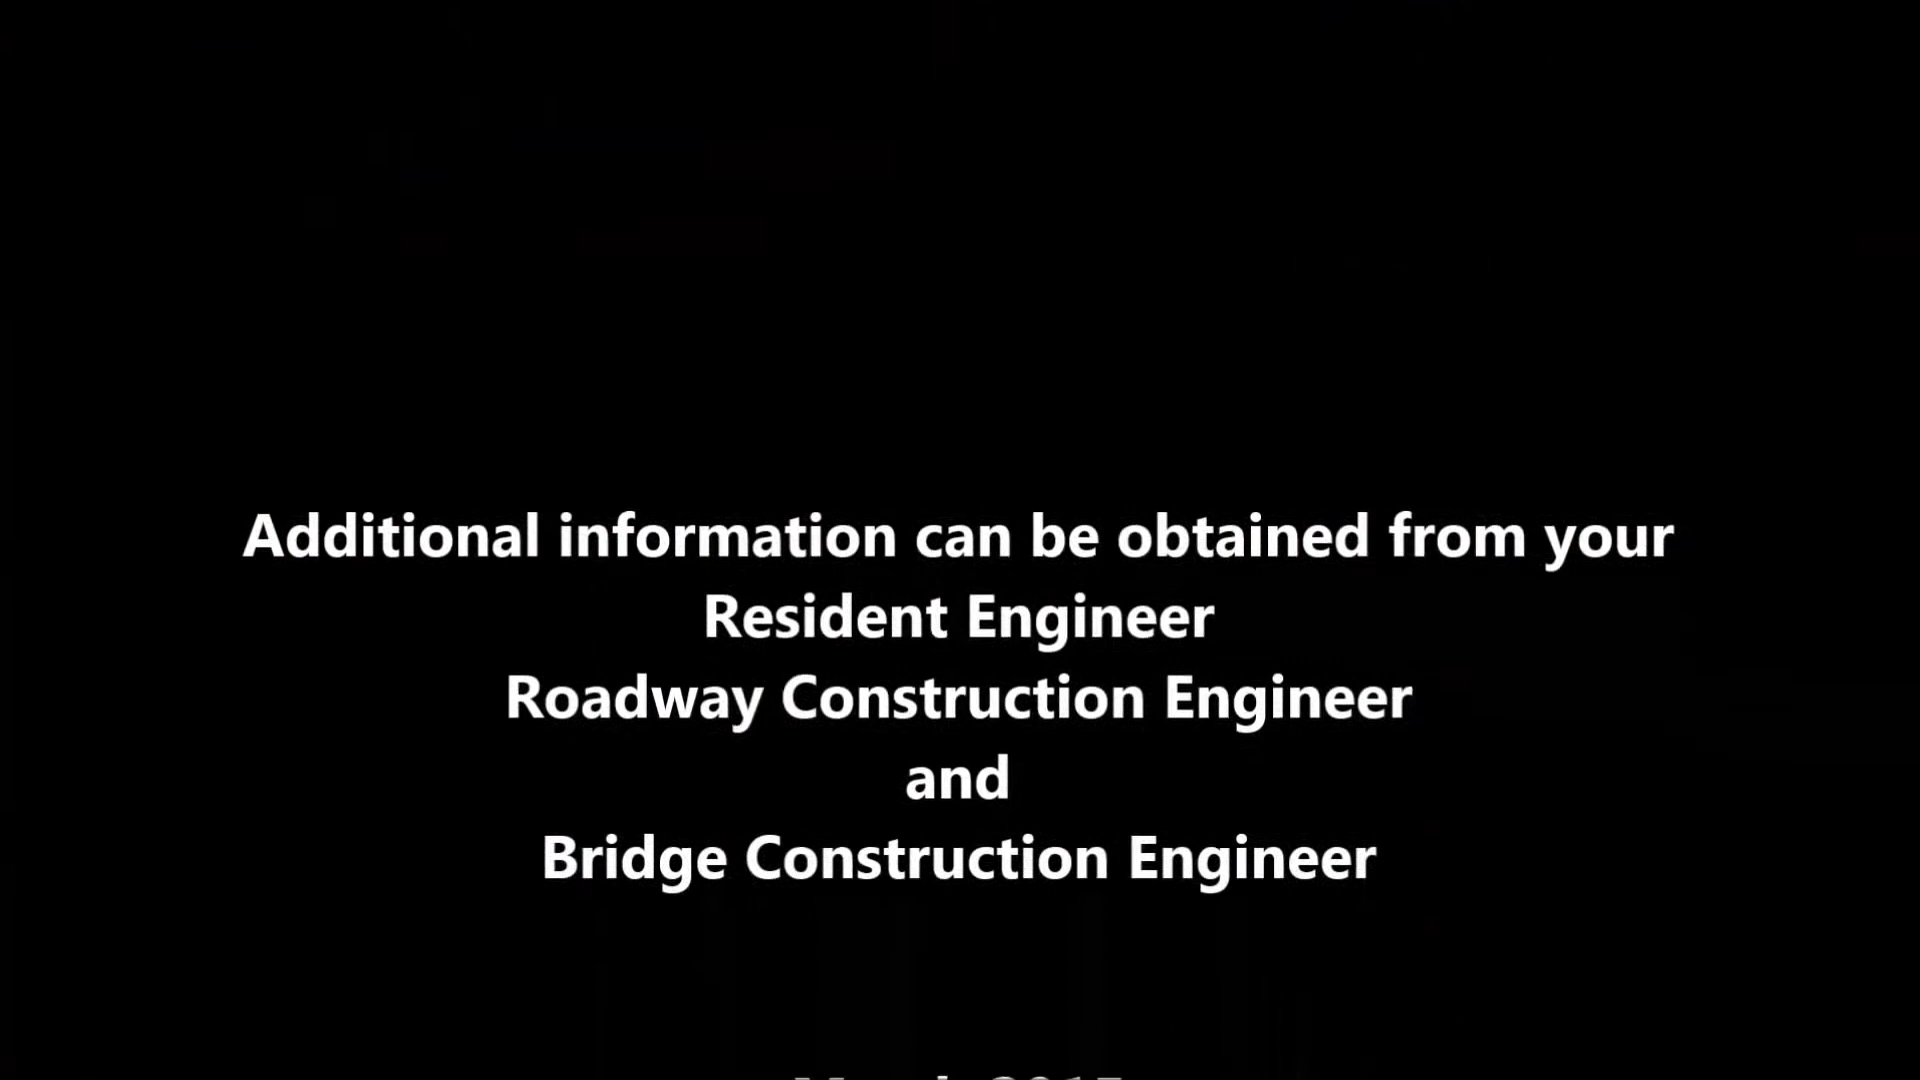 Additional information can be obtained from your
Resident Engineer
Roadway Construction Engineer
and
Bridge Construction Engineer